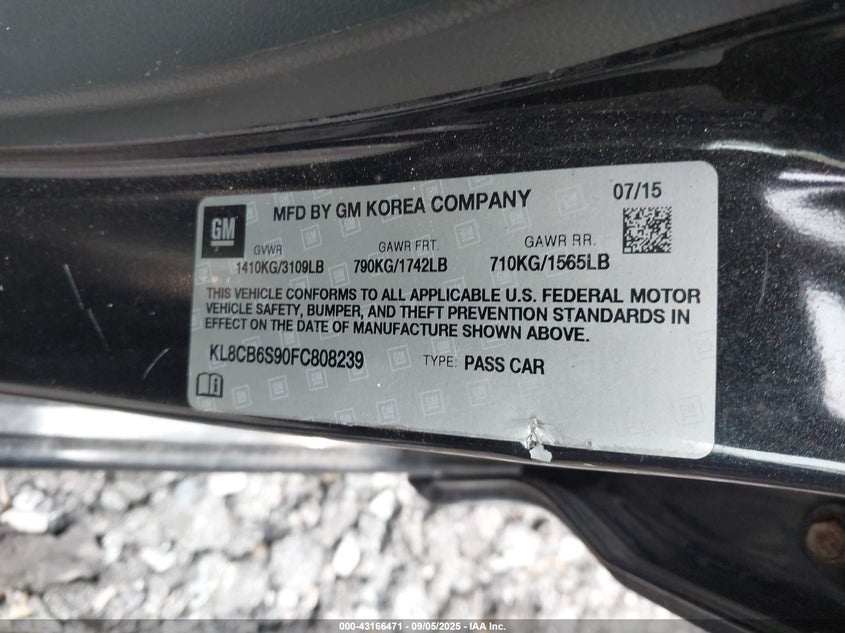 GM
MFD BY GM KOREA COMPANY
07/15
GVWR GAWR FRT. GAWR RR.
1410KG/3109LB 790KG/1742LB 710KG/1565LB
THIS VEHICLE CONFORMS TO ALL APPLICABLE U.S. FEDERAL MOTOR
VEHICLE SAFETY, BUMPER, AND THEFT PREVENTION STANDARDS IN
EFFECT ON THE DATE OF MANUFACTURE SHOWN ABOVE.
KL8CB6S90FC808239 TYPE: PASS CAR
000-43166471 - 09/05/2025 - IAA Inc.